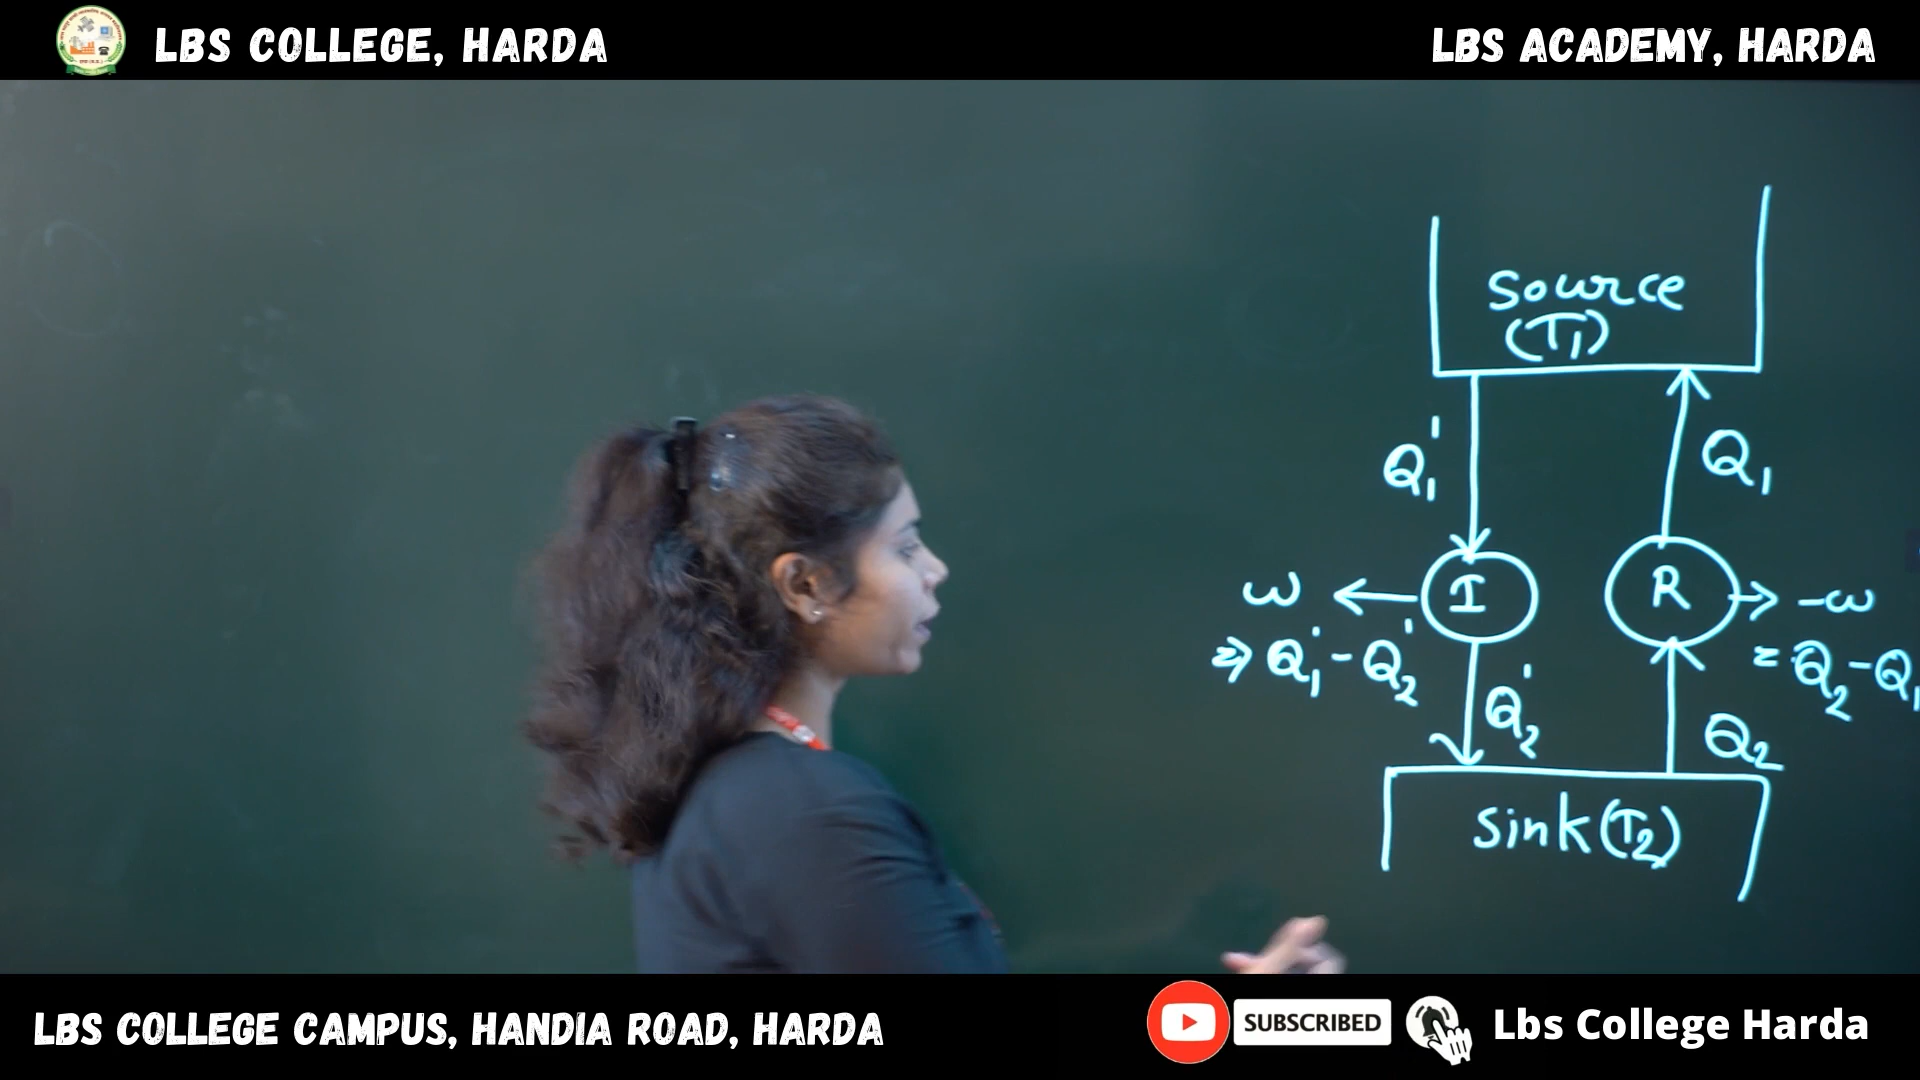 LBS COLLEGE, HARDA
LBS ACADEMY, HARDA
Source
(T₁)
Q₁'
Q₁
I
R
ω
-ω
⇒ Q₁' - Q₂'
= Q₂ - Q₁
Q₂'
Q₂
Sink (T₂)
LBS COLLEGE CAMPUS, HANDIA ROAD, HARDA
SUBSCRIBED
Lbs College Harda